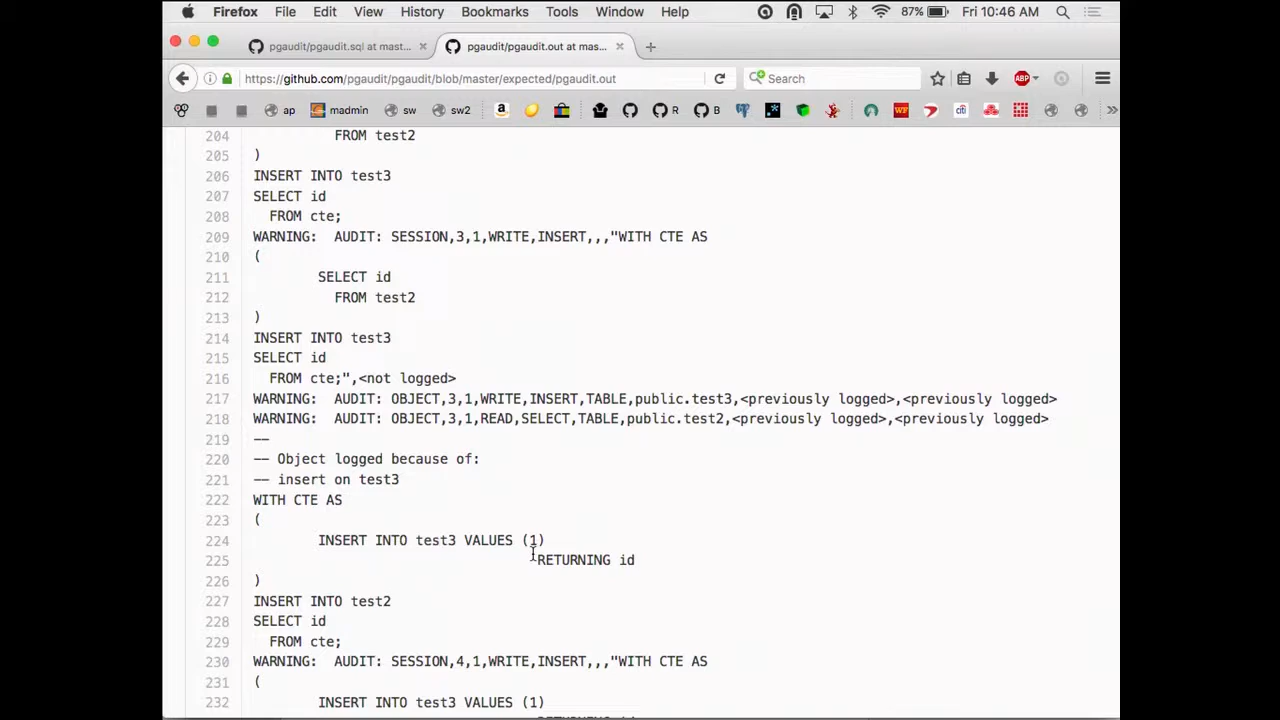 Firefox File Edit View History Bookmarks Tools Window Help 87% Fri 10:46 AM
pgaudit/pgaudit.sql at mast... pgaudit/pgaudit.out at mas...
https://github.com/pgaudit/pgaudit/blob/master/expected/pgaudit.out Search ABP
ap madmin sw sw2 a R B WF citi
204 FROM test2
205 )
206 INSERT INTO test3
207 SELECT id
208 FROM cte;
209 WARNING: AUDIT: SESSION,3,1,WRITE,INSERT,,,"WITH CTE AS
210 (
211 SELECT id
212 FROM test2
213 )
214 INSERT INTO test3
215 SELECT id
216 FROM cte;",<not logged>
217 WARNING: AUDIT: OBJECT,3,1,WRITE,INSERT,TABLE,public.test3,<previously logged>,<previously logged>
218 WARNING: AUDIT: OBJECT,3,1,READ,SELECT,TABLE,public.test2,<previously logged>,<previously logged>
219 --
220 -- Object logged because of:
221 -- insert on test3
222 WITH CTE AS
223 (
224 INSERT INTO test3 VALUES (1)
225 RETURNING id
226 )
227 INSERT INTO test2
228 SELECT id
229 FROM cte;
230 WARNING: AUDIT: SESSION,4,1,WRITE,INSERT,,,"WITH CTE AS
231 (
232 INSERT INTO test3 VALUES (1)